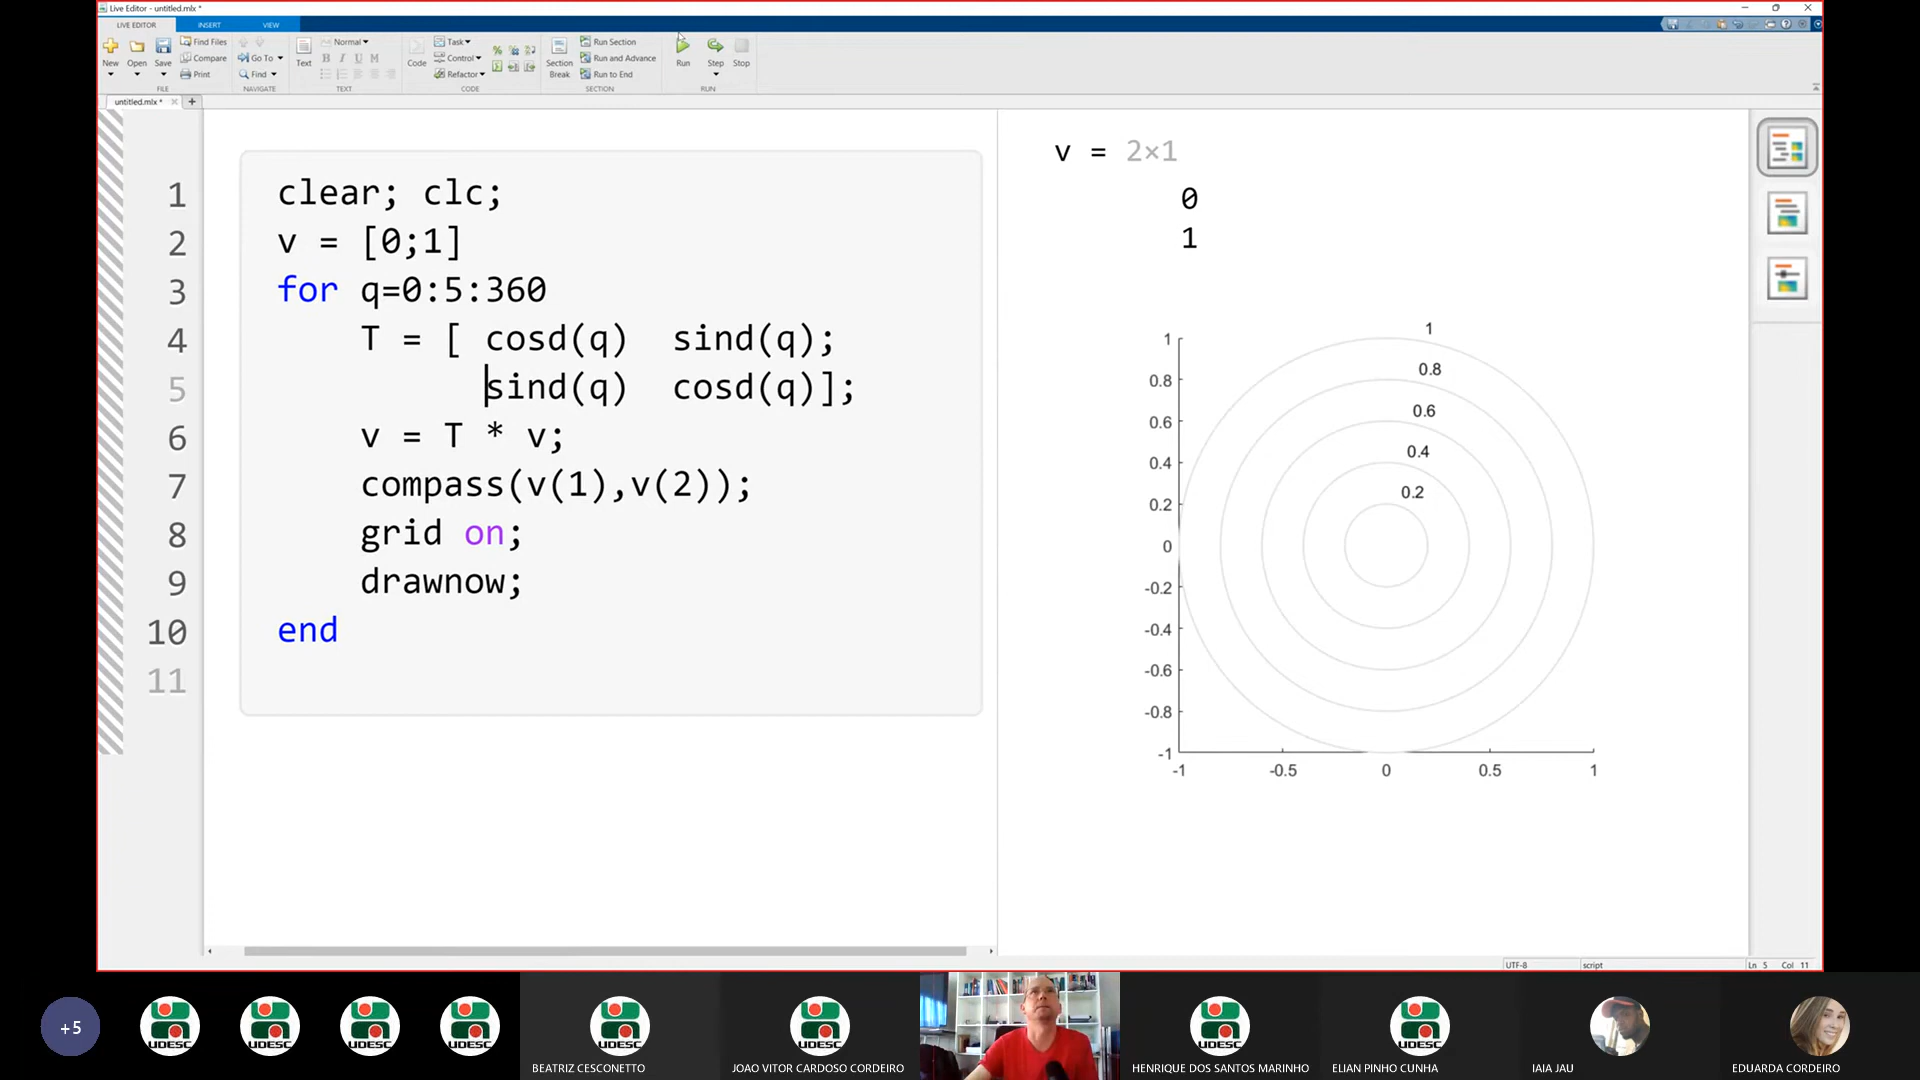 Live Editor - untitled.mlx *
LIVE EDITOR INSERT VIEW
New
Open
Save
Find Files
Compare
Print
FILE
Go To
Find
NAVIGATE
Text
Normal
B I U M
TEXT
Code
Task
Control
Refactor
CODE
Section
Break
Run Section
Run and Advance
Run to End
SECTION
Run
Step
Stop
RUN
untitled.mlx *
1 clear; clc;
2 v = [0;1]
3 for q=0:5:360
4 T = [ cosd(q) sind(q);
5 sind(q) cosd(q)];
6 v = T * v;
7 compass(v(1),v(2));
8 grid on;
9 drawnow;
10 end
11
v = 2×1
0
1
1
0.8
0.6
0.4
0.2
1
0.8
0.6
0.4
0.2
0
-0.2
-0.4
-0.6
-0.8
-1
-1 -0.5 0 0.5 1
UTF-8 script Ln 5 Col 11
+5
UDESC
UDESC
UDESC
UDESC
UDESC
BEATRIZ CESCONETTO
UDESC
JOAO VITOR CARDOSO CORDEIRO
UDESC
HENRIQUE DOS SANTOS MARINHO
UDESC
ELIAN PINHO CUNHA
IAIA JAU
EDUARDA CORDEIRO